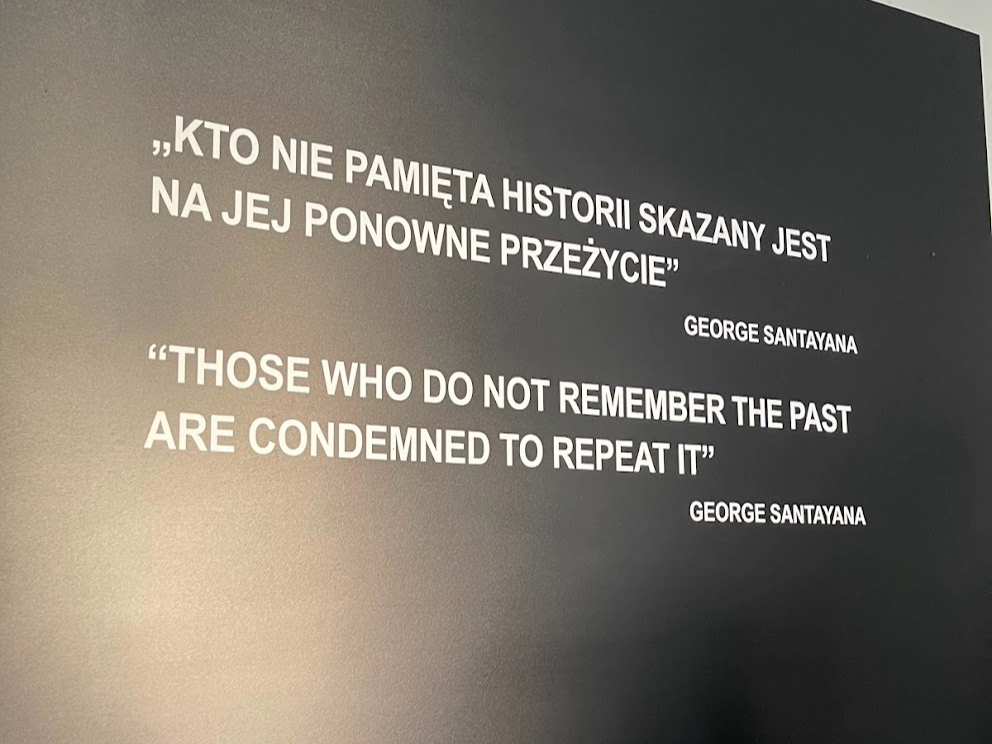 „KTO NIE PAMIĘTA HISTORII SKAZANY JEST
NA JEJ PONOWNE PRZEŻYCIE”
GEORGE SANTAYANA
“THOSE WHO DO NOT REMEMBER THE PAST
ARE CONDEMNED TO REPEAT IT”
GEORGE SANTAYANA